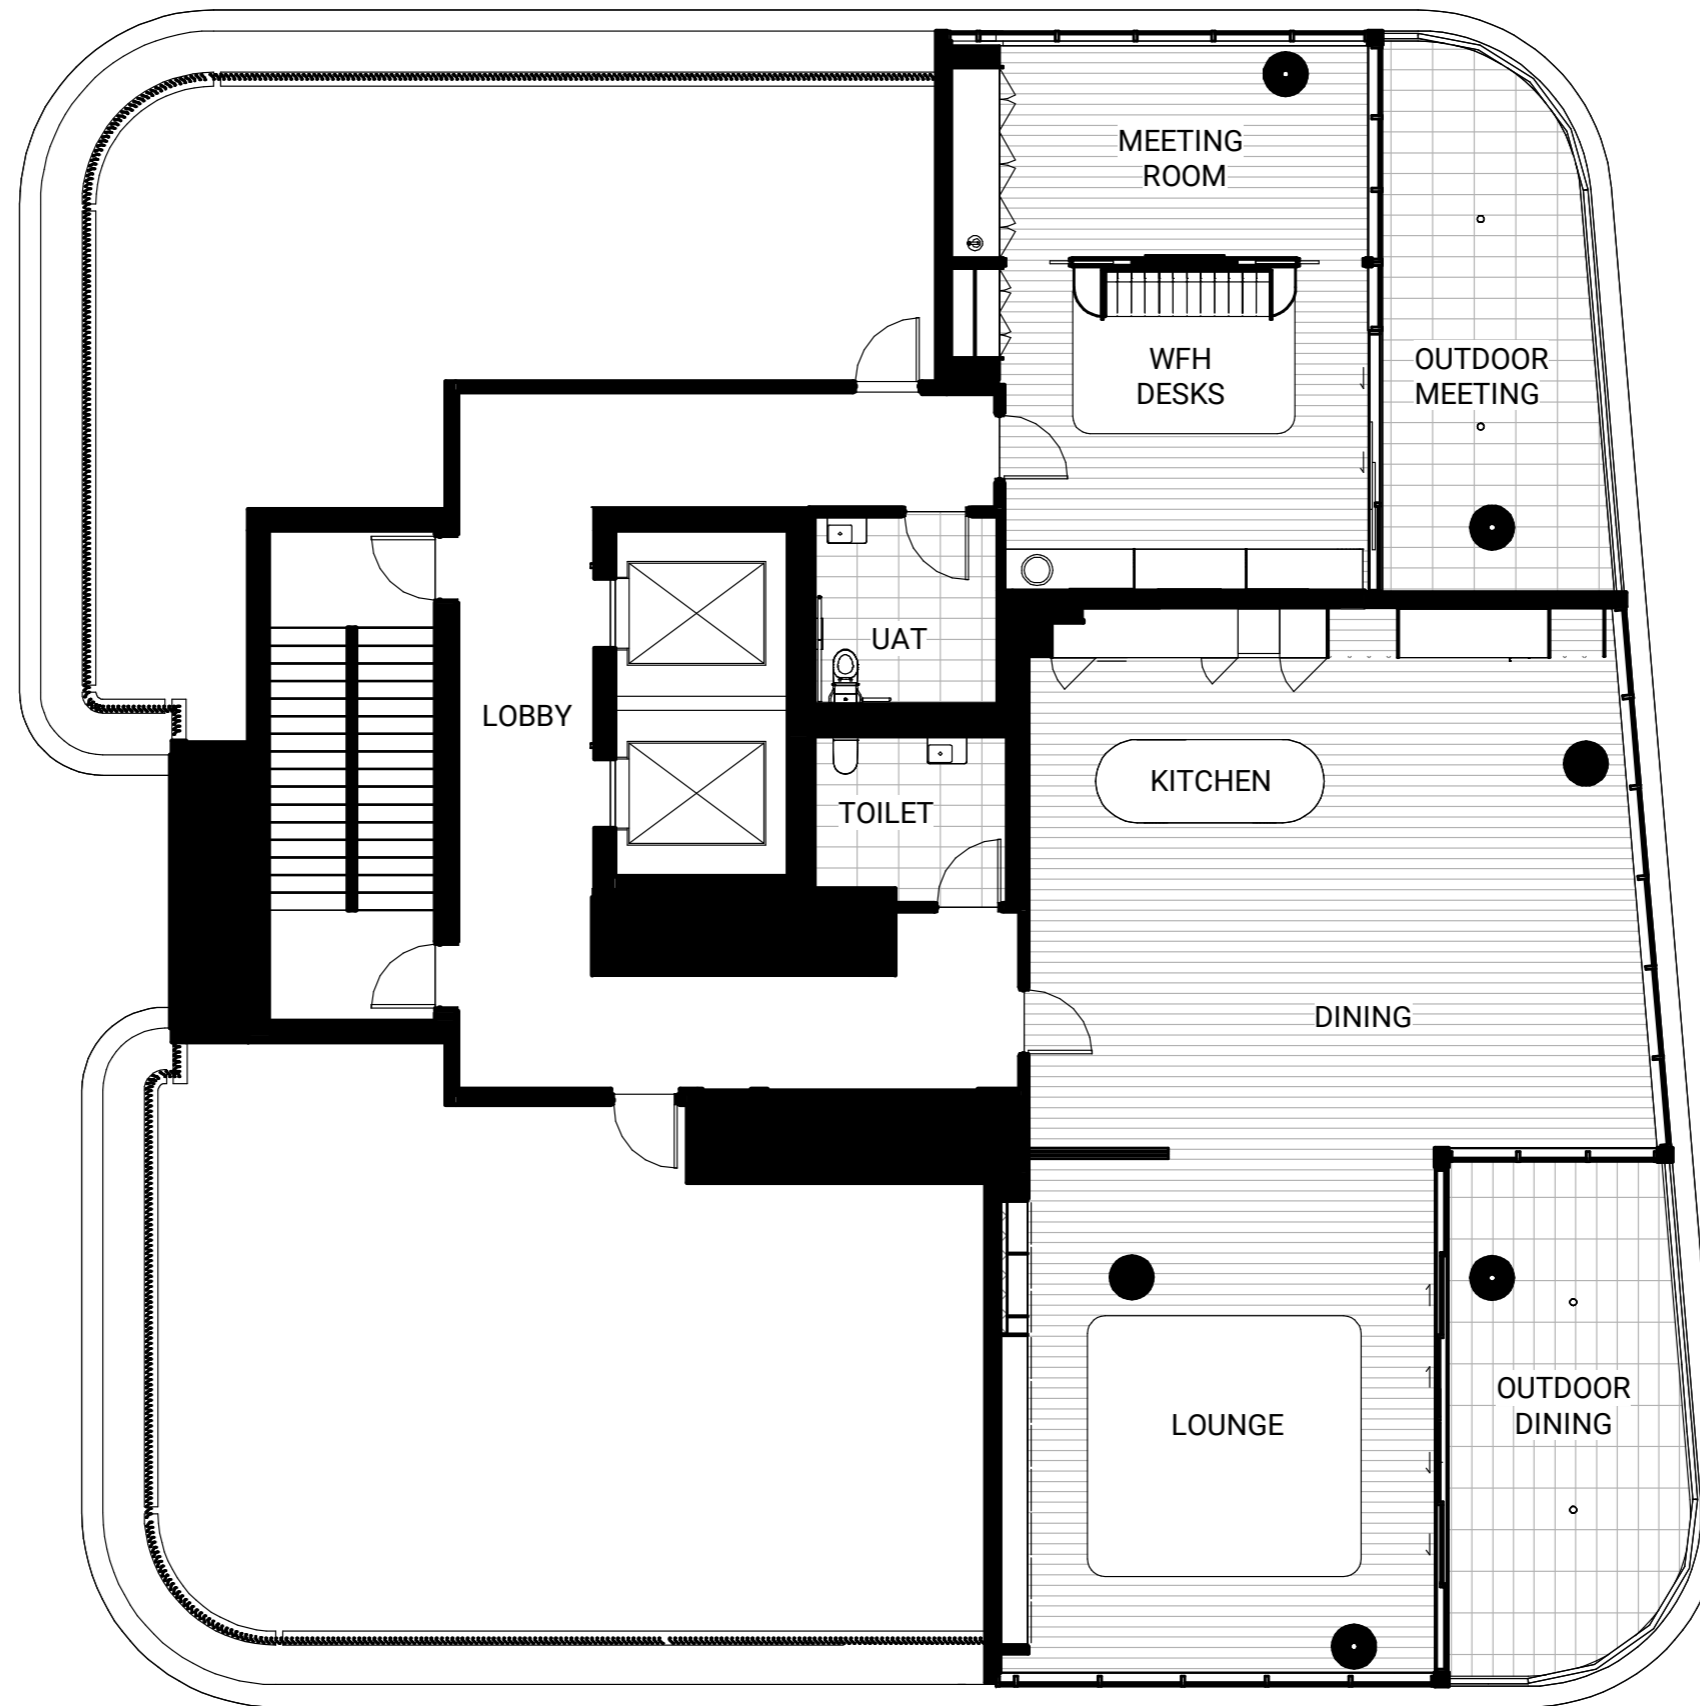 MEETING
ROOM
WFH
DESKS
OUTDOOR
MEETING
UAT
LOBBY
KITCHEN
TOILET
DINING
OUTDOOR
DINING
LOUNGE